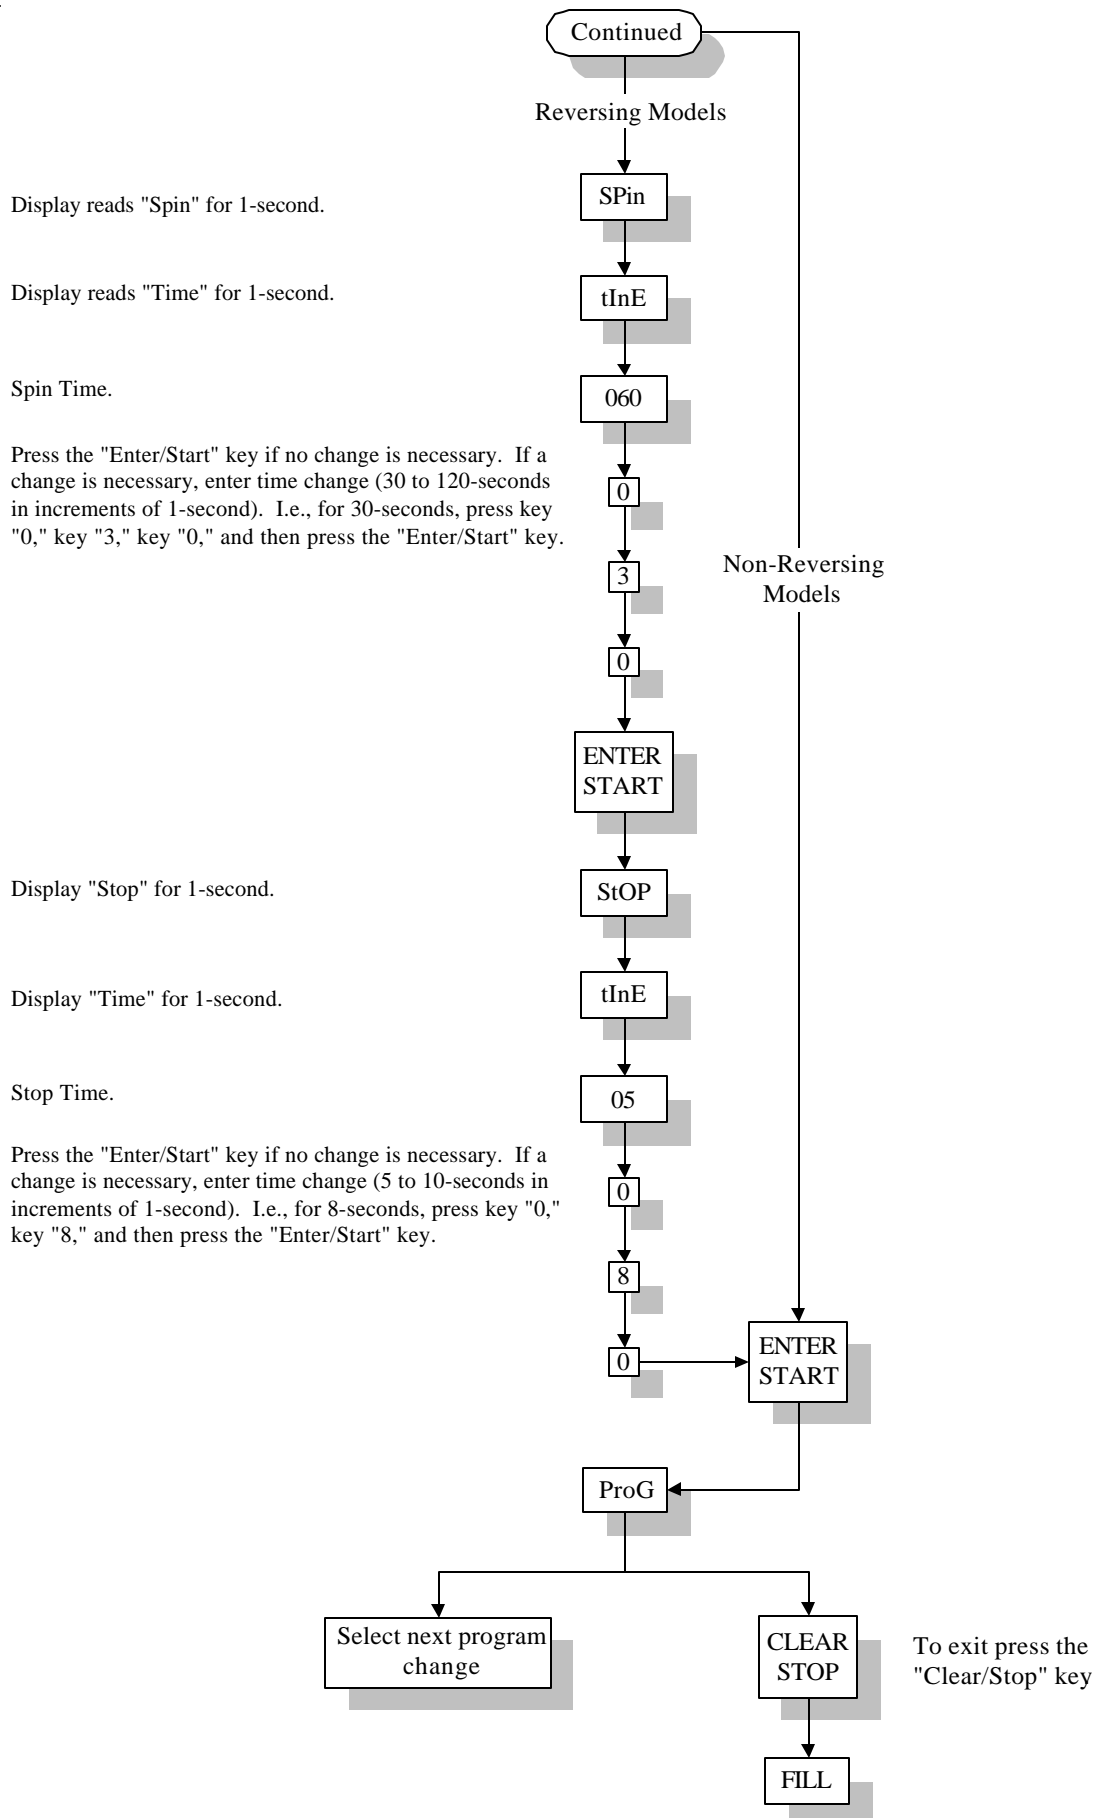 Continued
Reversing Models
SPin
Display reads "Spin" for 1-second.
tInE
Display reads "Time" for 1-second.
060
Spin Time.
Press the "Enter/Start" key if no change is necessary.  If a
change is necessary, enter time change (30 to 120-seconds
in increments of 1-second).  I.e., for 30-seconds, press key
"0," key "3," key "0," and then press the "Enter/Start" key.
0
3
0
Non-Reversing
Models
ENTER
START
Display "Stop" for 1-second.
StOP
Display "Time" for 1-second.
tInE
Stop Time.
05
Press the "Enter/Start" key if no change is necessary.  If a
change is necessary, enter time change (5 to 10-seconds in
increments of 1-second).  I.e., for 8-seconds, press key "0,"
key "8," and then press the "Enter/Start" key.
0
8
0
ENTER
START
ProG
Select next program
change
CLEAR
STOP
To exit press the
"Clear/Stop" key
FILL